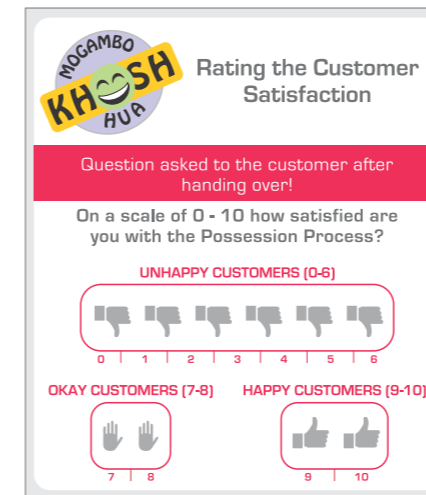 MOGAMBO
KHOOSH
HUA
Rating the Customer
Satisfaction
Question asked to the customer after
handing over!
On a scale of 0 - 10 how satisfied are
you with the Possession Process?
UNHAPPY CUSTOMERS (0-6)
0 1 2 3 4 5 6
OKAY CUSTOMERS (7-8) HAPPY CUSTOMERS (9-10)
7 8 9 10